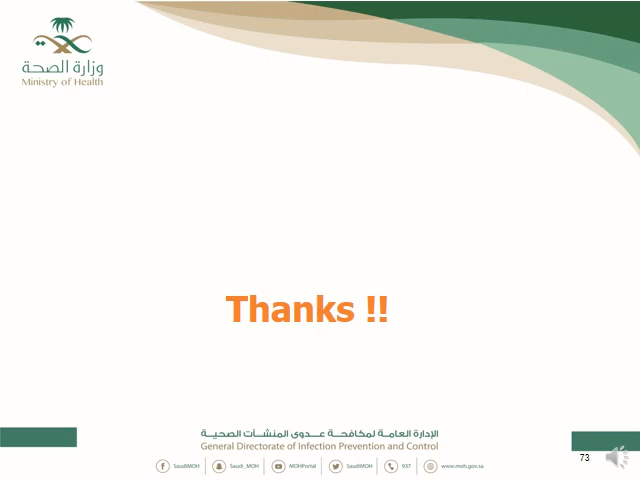 وزارة الصحة
Ministry of Health
Thanks !!
الإدارة العامـة لمكافحـة عـدوى المنشـآت الصحيـة
General Directorate of Infection Prevention and Control
SaudiMOH Saudi_MOH MOHPortal SaudiMOH 937 www.moh.gov.sa
73